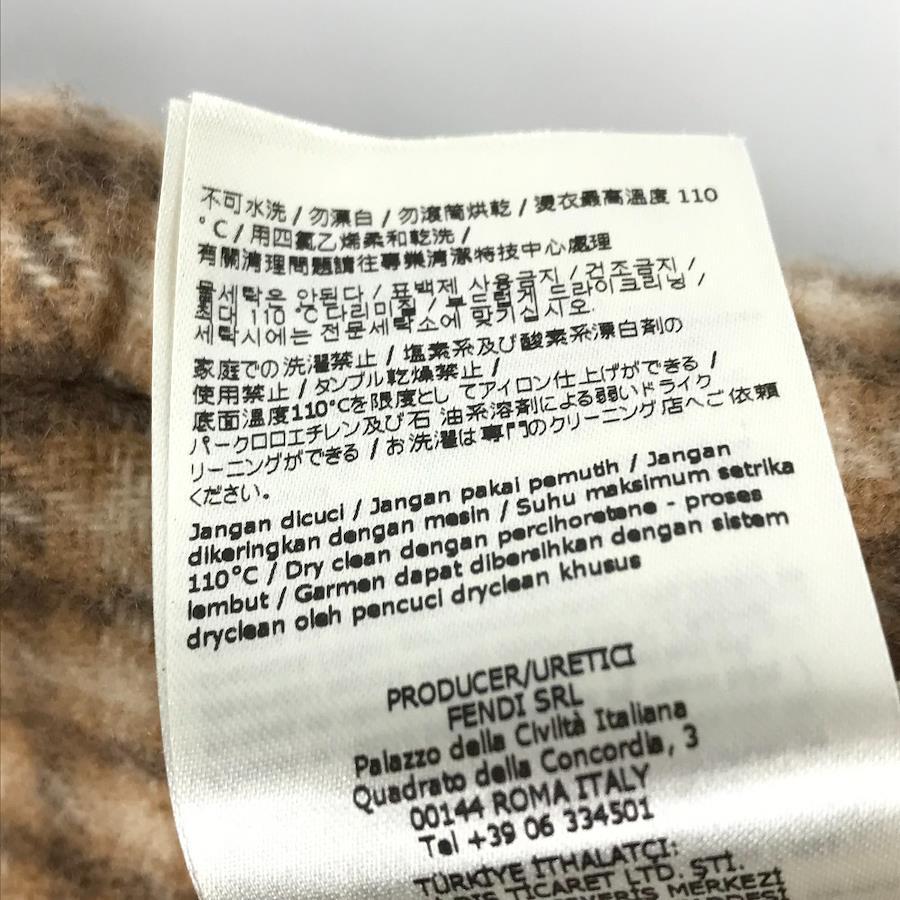 不可水洗 / 勿漂白 / 勿滾筒烘乾 / 燙衣最高溫度 110
°C / 用四氯乙烯柔和乾洗 /
有關清理問題請往專業清潔特技中心處理
물세탁은 안된다 / 표백제 사용금지 / 건조금지 /
최대 110 °C 다리미질 / 부드럽게 드라이크리닝 /
세탁시에는 전문세탁소에 맞기십시오.
家庭での洗濯禁止 / 塩素系及び酸素系漂白剤の
使用禁止 / タンブル乾燥禁止 /
底面温度110°Cを限度とし てアイロン仕上げができる /
パークロロエチレン及び石 油系溶剤による弱いドライク
リーニングができる / お洗濯は専門のクリーニング店へご依頼
ください。
Jangan dicuci / Jangan pakai pemutih / Jangan
dikeringkan dengan mesin / Suhu maksimum setrika
110°C / Dry clean dengan perclhoretene - proses
lembut / Garmen dapat dibersihkan dengan sistem
dryclean oleh pencuci dryclean khusus
PRODUCER/URETICI
FENDI SRL
Palazzo della Civiltà Italiana
Quadrato della Concordia, 3
00144 ROMA ITALY
Tel +39 06 334501
TÜRKİYE İTHALATÇI:
TİCARET LTD. ŞTİ.
MERKEZİ